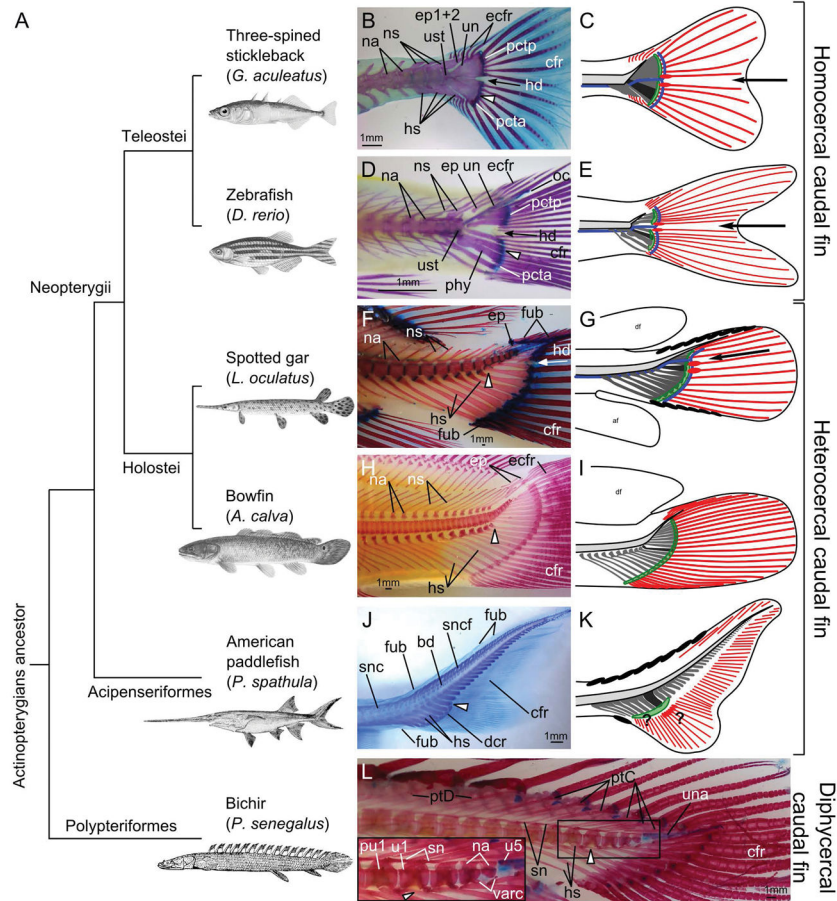 A
Three-spined
stickleback
(G. aculeatus)
Teleostei
Zebrafish
(D. rerio)
Neopterygii
Spotted gar
(L. oculatus)
Holostei
Bowfin
(A. calva)
Actinopterygians ancestor
American
paddlefish
(P. spathula)
Acipenseriformes
Bichir
(P. senegalus)
Polypteriformes
B
ep1+2
ecfr
ns
un
na
ust
pctp
cfr
hd
hs
pcta
1mm
C
D
ns ep un ecfr
na
oc
pctp
hd
cfr
ust
pcta
phy
1mm
E
F
ep
fub
ns
na
hd
hs
fub
1mm
cfr
G
df
af
H
ep
ecfr
na
ns
hs
1mm
cfr
I
df
J
fub
sncf
bd
fub
snc
cfr
fub
hs
dcr
1mm
K
?
?
L
ptC
ptD
una
pu1
u1
sn
na
u5
varc
sn
hs
cfr
1mm
Homocercal caudal fin
Heterocercal caudal fin
Diphycercal
caudal fin